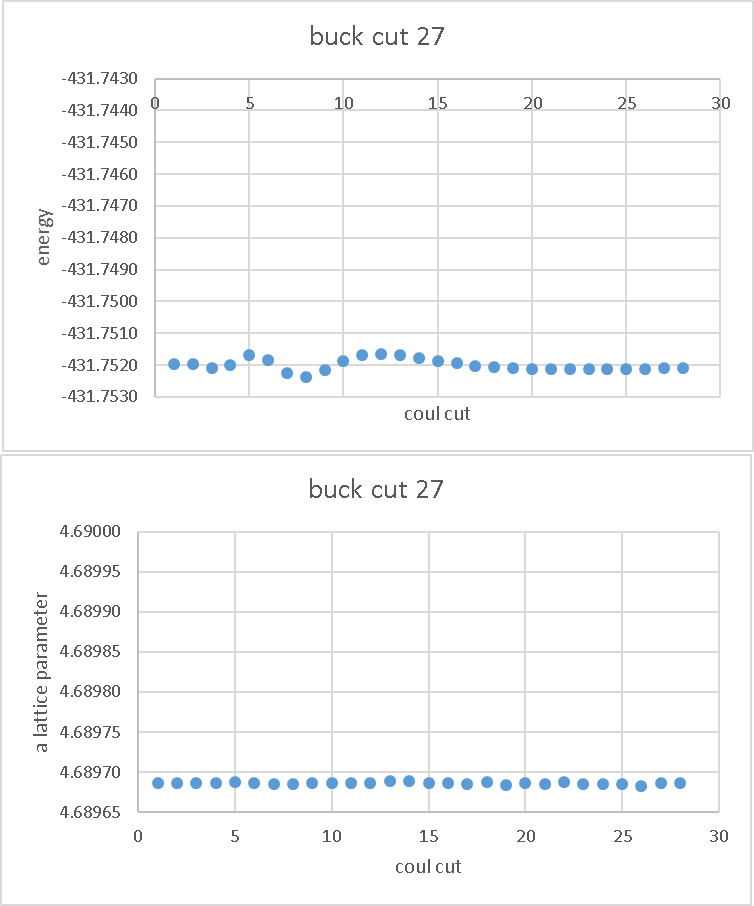 buck cut 27
-431.7430
0 5 10 15 20 25 30
-431.7440
-431.7450
-431.7460
-431.7470
energy
-431.7480
-431.7490
-431.7500
-431.7510
-431.7520
-431.7530
coul cut
buck cut 27
4.69000
4.68995
4.68990
4.68985
a lattice parameter
4.68980
4.68975
4.68970
4.68965
0 5 10 15 20 25 30
coul cut